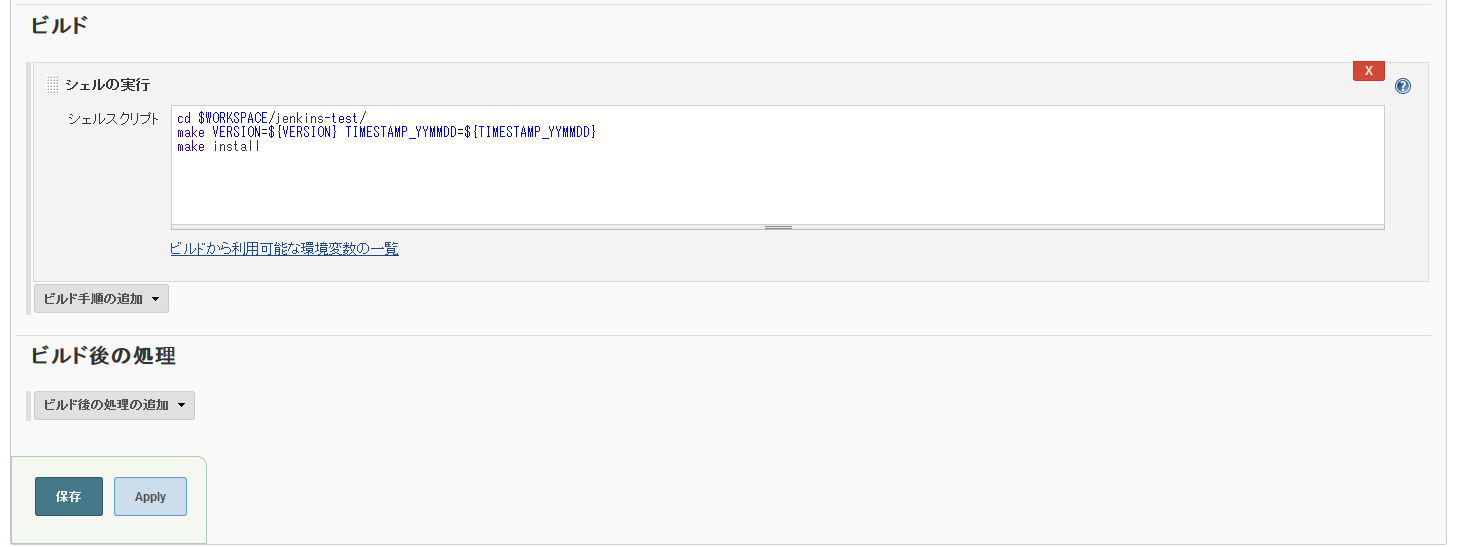 ビルド
X
シェルの実行
?
シェルスクリプト
cd $WORKSPACE/jenkins-test/
make VERSION=${VERSION} TIMESTAMP_YYMMDD=${TIMESTAMP_YYMMDD}
make install
ビルドから利用可能な環境変数の一覧
ビルド手順の追加
ビルド後の処理
ビルド後の処理の追加
保存
Apply